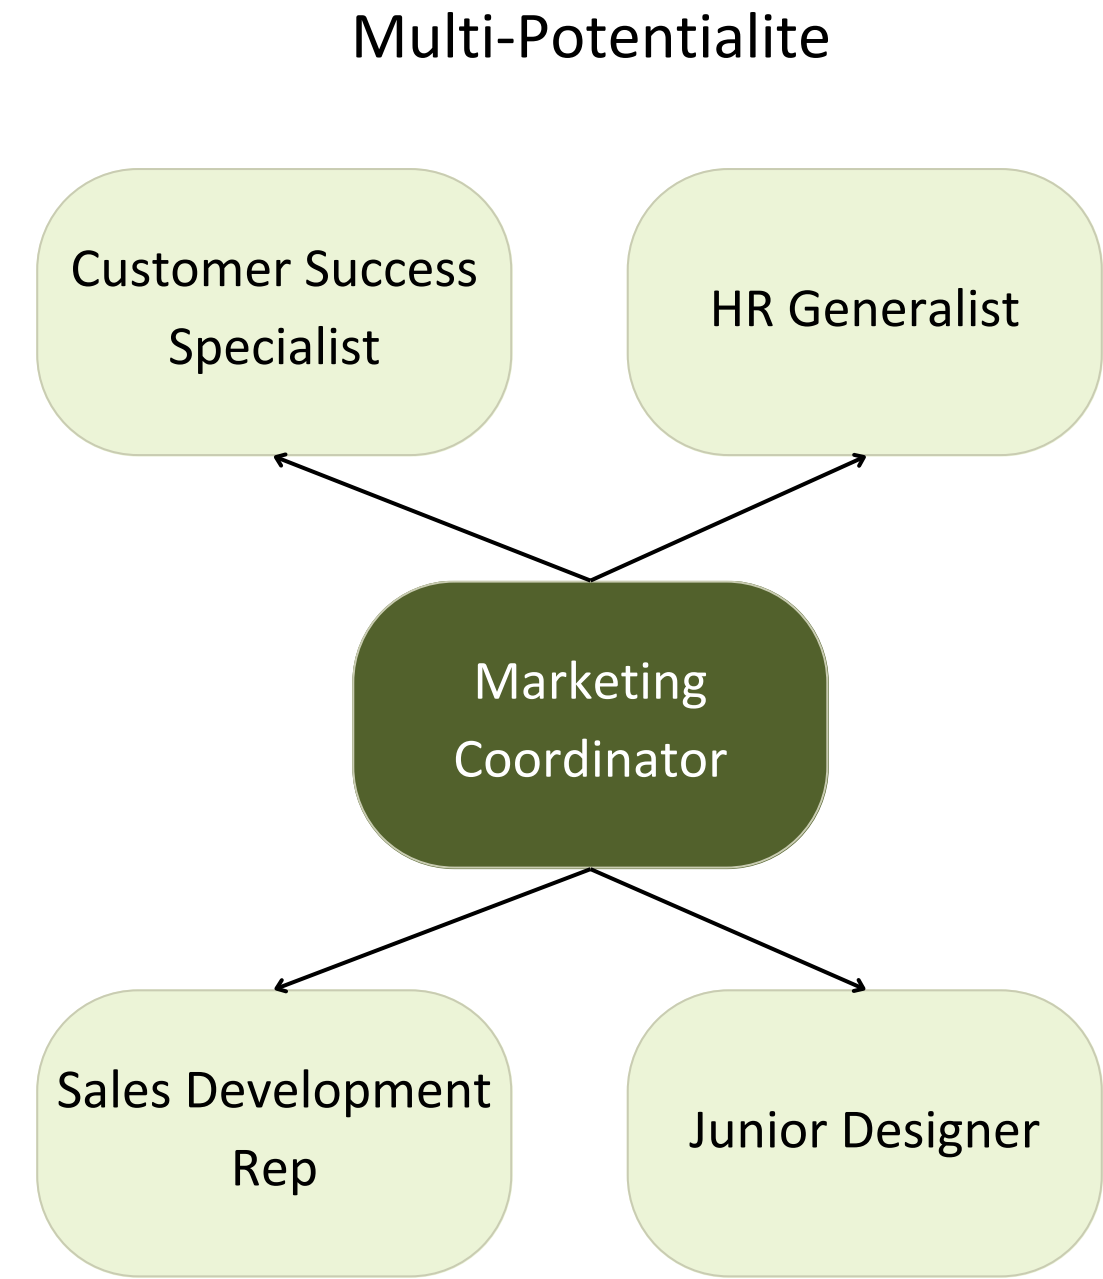 Multi-Potentialite
Customer Success
Specialist
HR Generalist
Marketing
Coordinator
Sales Development
Rep
Junior Designer